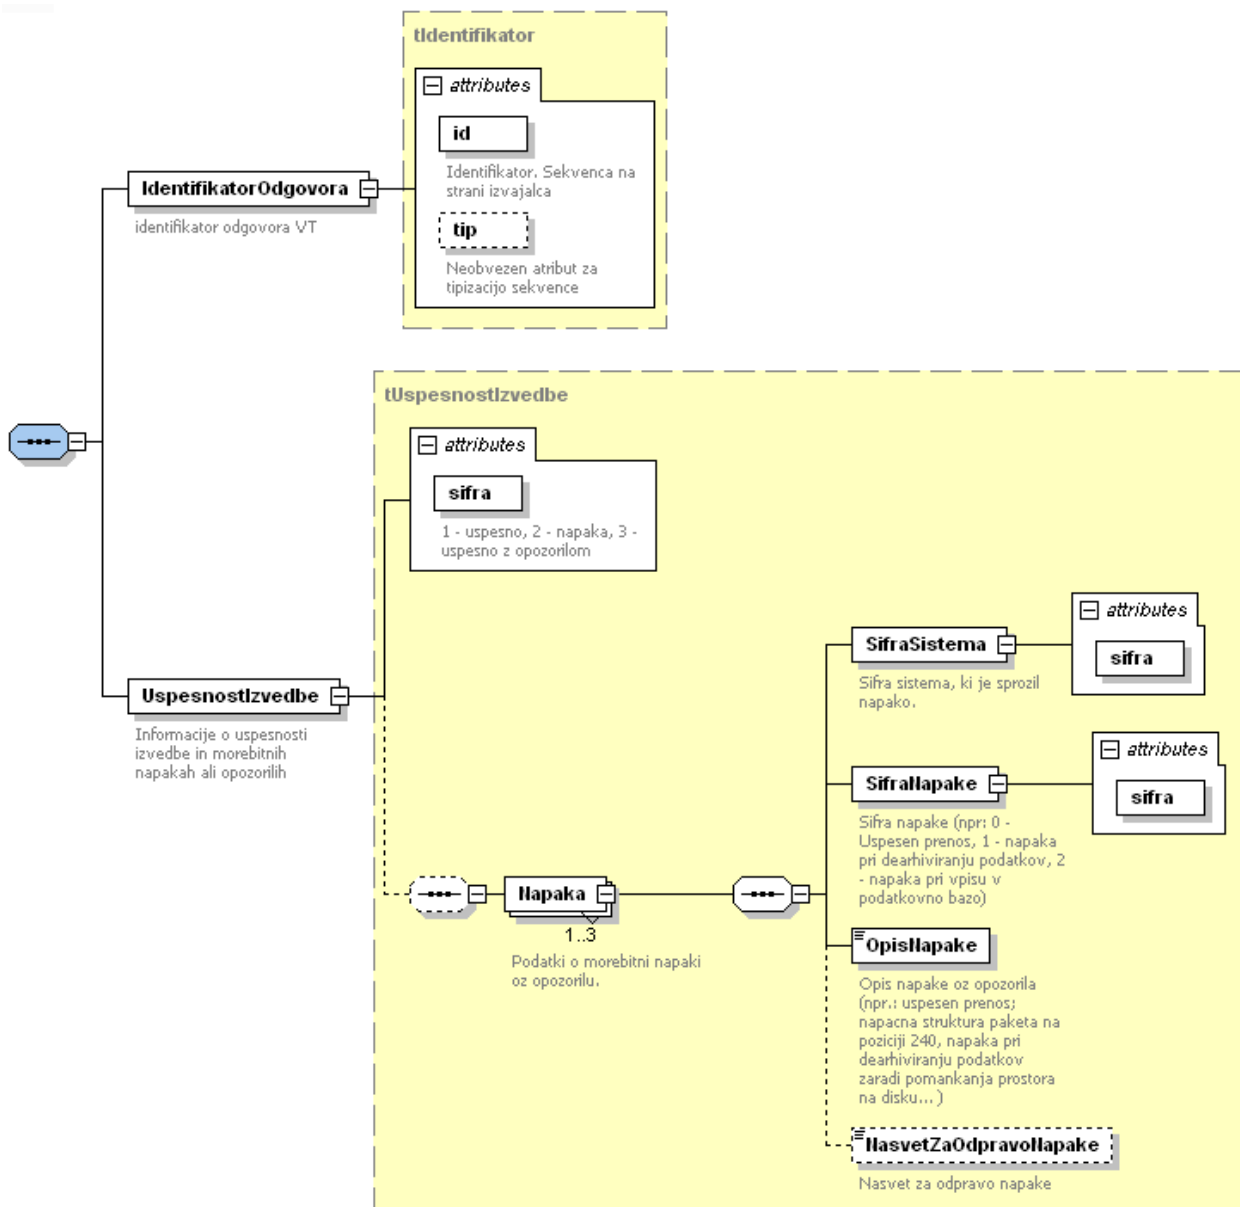 tIdentifikator
attributes
id
Identifikator. Sekvenca na
strani izvajalca
tip
Neobvezen atribut za
tipizacijo sekvence
IdentifikatorOdgovora
identifikator odgovora VT
tUspesnostIzvedbe
attributes
sifra
1 - uspesno, 2 - napaka, 3 -
uspesno z opozorilom
UspesnostIzvedbe
Informacije o uspesnosti
izvedbe in morebitnih
napakah ali opozorilih
attributes
SifraSistema
sifra
Sifra sistema, ki je sprozil
napako.
attributes
SifraNapake
sifra
Sifra napake (npr: 0 -
Uspesen prenos, 1 - napaka
pri dearhiviranju podatkov, 2
- napaka pri vpisu v
podatkovno bazo)
Napaka
1..3
Podatki o morebitni napaki
oz opozorilu.
OpisNapake
Opis napake oz opozorila
(npr.: uspesen prenos;
napacna struktura paketa na
poziciji 240, napaka pri
dearhiviranju podatkov
zaradi pomankanja prostora
na disku... )
NasvetZaOdpravoNapake
Nasvet za odpravo napake